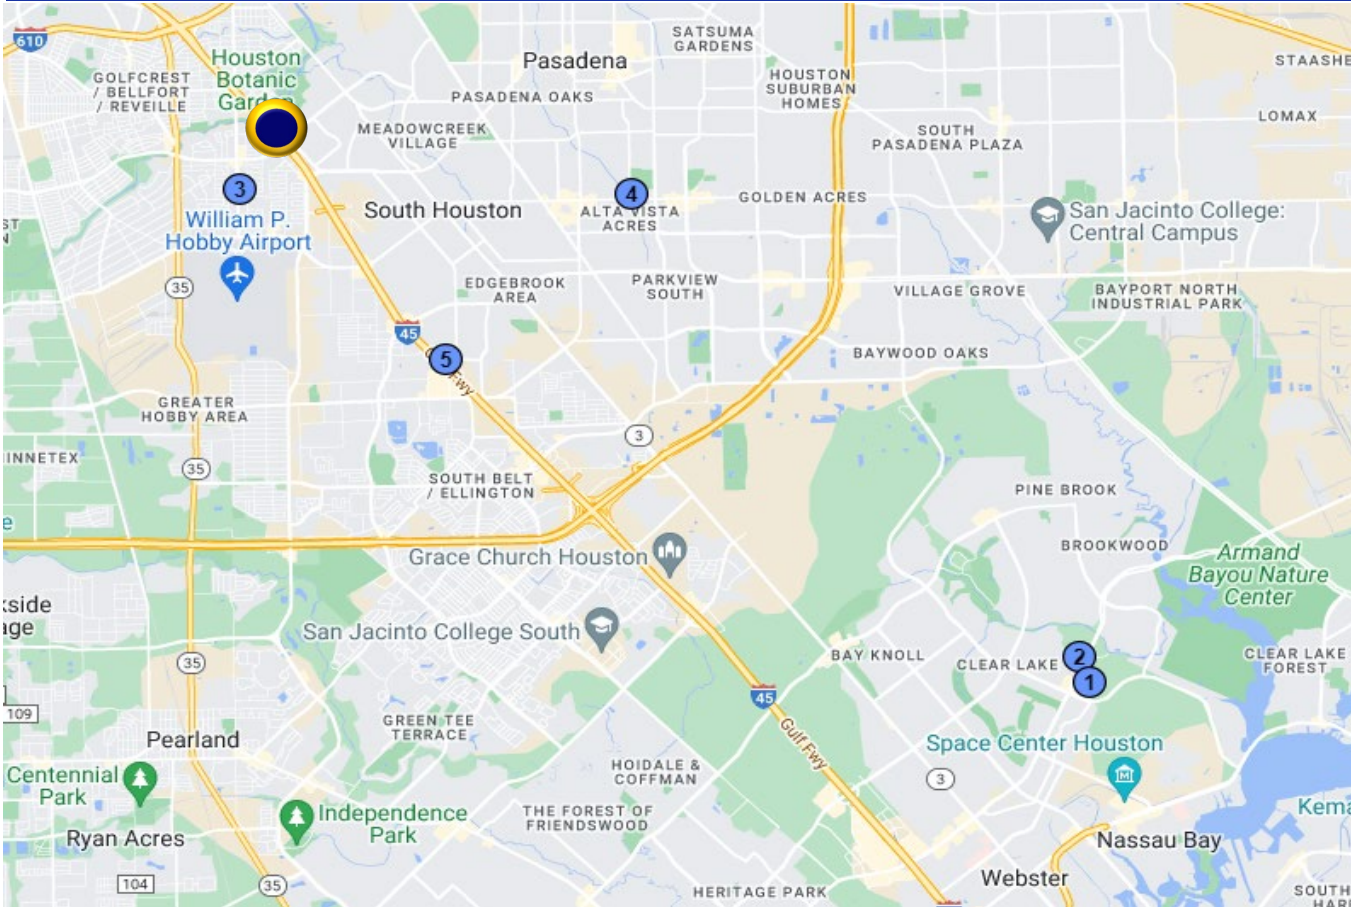 610
Houston
Botanic
Garden
GOLFCREST
/ BELLFORT
/ REVEILLE
Pasadena
SATSUMA
GARDENS
HOUSTON
SUBURBAN
HOMES
STAASHE
PASADENA OAKS
MEADOWCREEK
VILLAGE
SOUTH
PASADENA PLAZA
LOMAX
3
William P.
Hobby Airport
South Houston
4
ALTA VISTA
ACRES
GOLDEN ACRES
San Jacinto College:
Central Campus
ST
N
35
EDGEBROOK
AREA
PARKVIEW
SOUTH
VILLAGE GROVE
BAYPORT NORTH
INDUSTRIAL PARK
45
5
Fwy
BAYWOOD OAKS
GREATER
HOBBY AREA
3
INNETEX
35
SOUTH BELT
/ ELLINGTON
PINE BROOK
e
Grace Church Houston
BROOKWOOD
Armand
Bayou Nature
Center
kside
age
San Jacinto College South
35
BAY KNOLL
CLEAR LAKE
2
1
CLEAR LAKE
FOREST
45
109
Gulf Fwy
GREEN TEE
TERRACE
Pearland
Space Center Houston
HOIDALE &
COFFMAN
3
Centennial
Park
Independence
Park
THE FOREST OF
FRIENDSWOOD
Kema
Ryan Acres
Nassau Bay
104
35
HERITAGE PARK
Webster
SOUTH
HAR